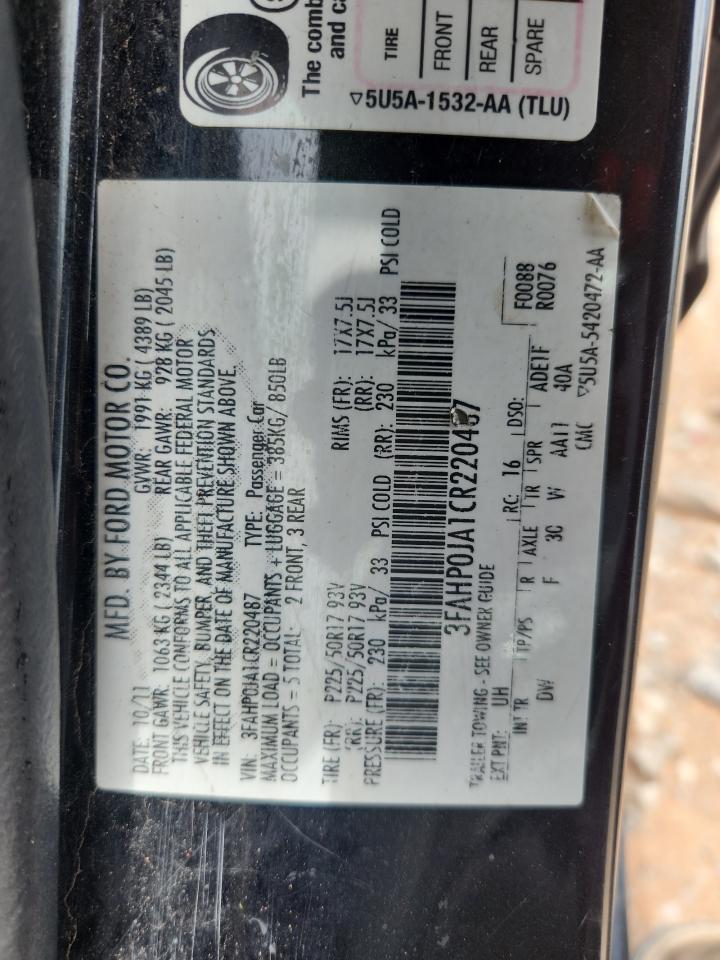 The comb
and ca
TIRE
FRONT
REAR
SPARE
▽5U5A-1532-AA (TLU)
MFD. BY FORD MOTOR CO.
DATE: 10/11 GVWR: 1991 KG ( 4389 LB)
FRONT GAWR: 1063 KG ( 2344 LB) REAR GAWR: 928 KG ( 2045 LB)
THIS VEHICLE CONFORMS TO ALL APPLICABLE FEDERAL MOTOR
VEHICLE SAFETY, BUMPER, AND THEFT PREVENTION STANDARDS
IN EFFECT ON THE DATE OF MANUFACTURE SHOWN ABOVE.
VIN: 3FAHP0JA1CR220487 TYPE: Passenger Car
MAXIMUM LOAD = OCCUPANTS + LUGGAGE = 385KG/ 850LB
OCCUPANTS = 5 TOTAL: 2 FRONT, 3 REAR
TIRE (FR): P225/50R17 93V RIMS (FR): 17X7.5J
(RR): P225/50R17 93V (RR): 17X7.5J
PRESSURE (FR): 230 kPa/ 33 PSI COLD (RR): 230 kPa/ 33 PSI COLD
3FAHP0JA1CR220487
TRAILER TOWING - SEE OWNER GUIDE
EXT PNT: UH RC: 16 DSO: F0088
R0076
INT TR TP/PS R AXLE TR SPR ADE1F
DW F 30 W AA17 40A
CMC ▽5U5A-5420472-AA